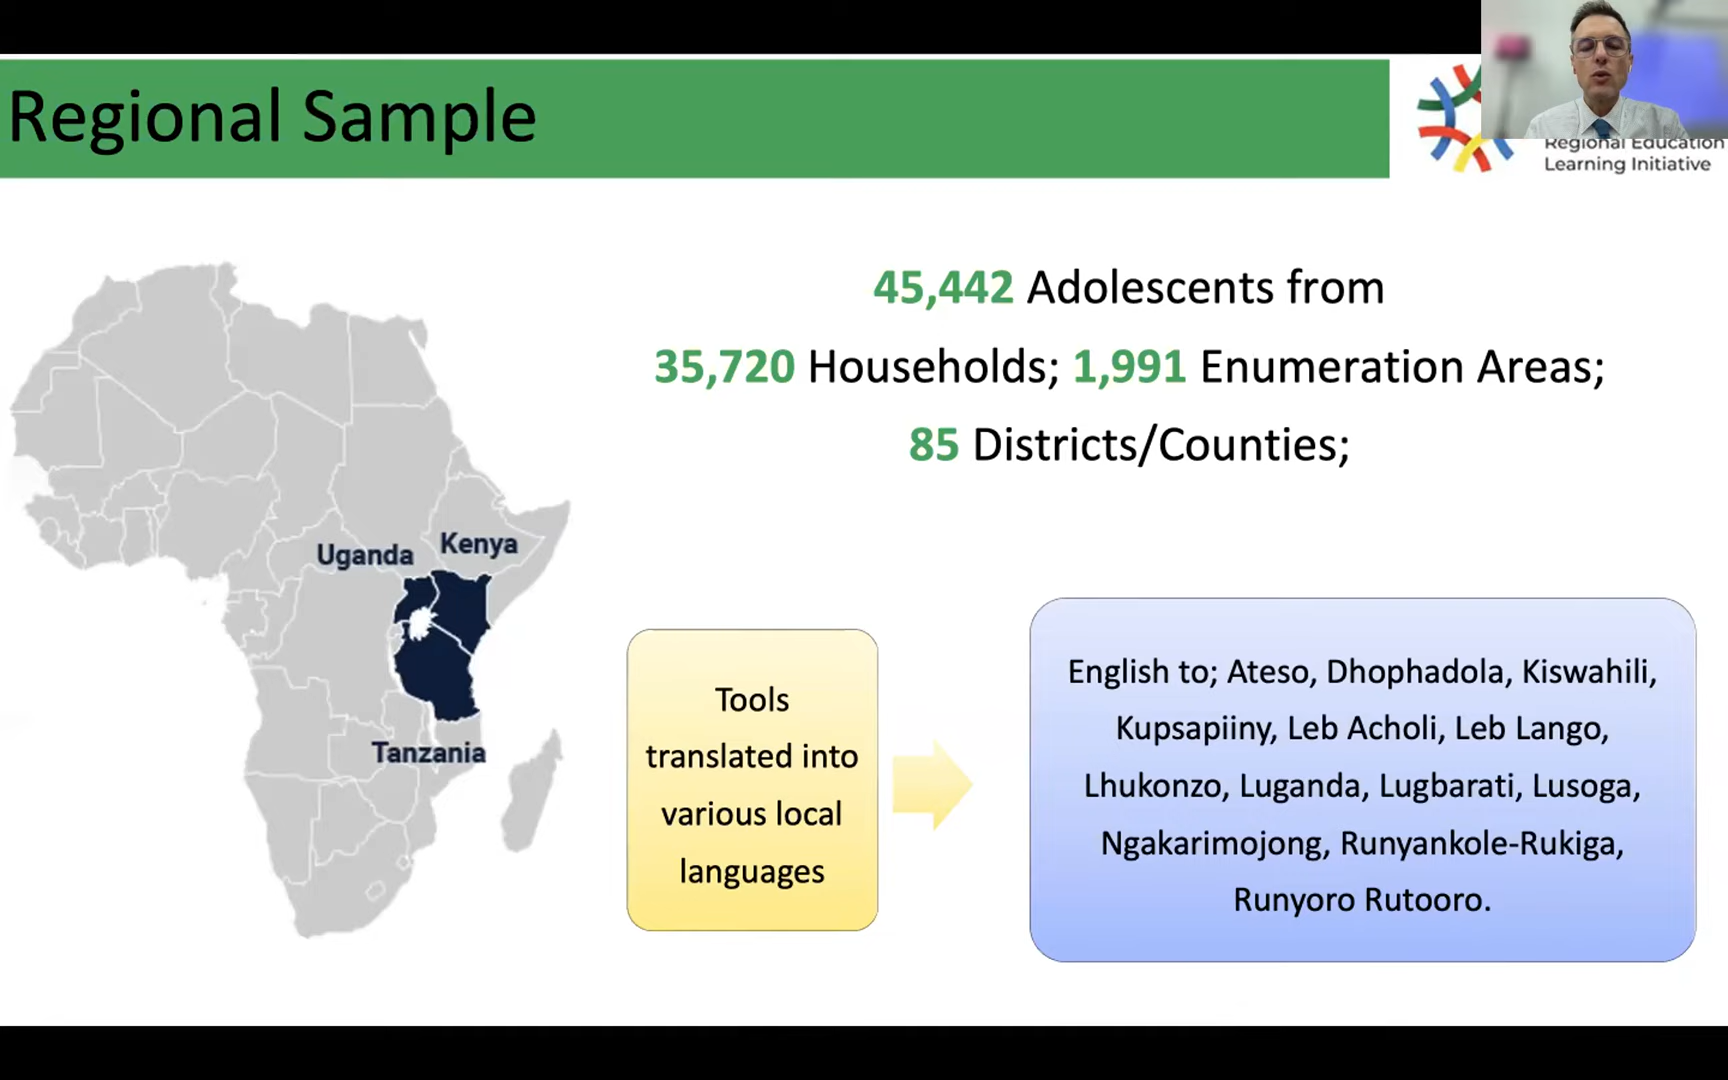 Regional Sample
Regional Education
Learning Initiative
45,442 Adolescents from
35,720 Households; 1,991 Enumeration Areas;
85 Districts/Counties;
Uganda
Kenya
Tanzania
Tools
translated into
various local
languages
English to; Ateso, Dhophadola, Kiswahili,
Kupsapiiny, Leb Acholi, Leb Lango,
Lhukonzo, Luganda, Lugbarati, Lusoga,
Ngakarimojong, Runyankole-Rukiga,
Runyoro Rutooro.